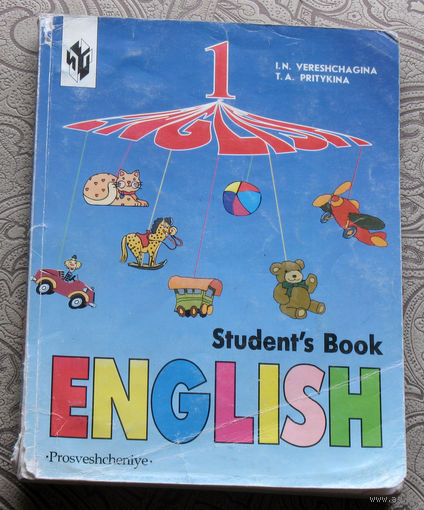 1
I.N. VERESHCHAGINA
T.A. PRITYKINA
ENGLISH
Student's Book
ENGLISH
·Prosveshcheniye·